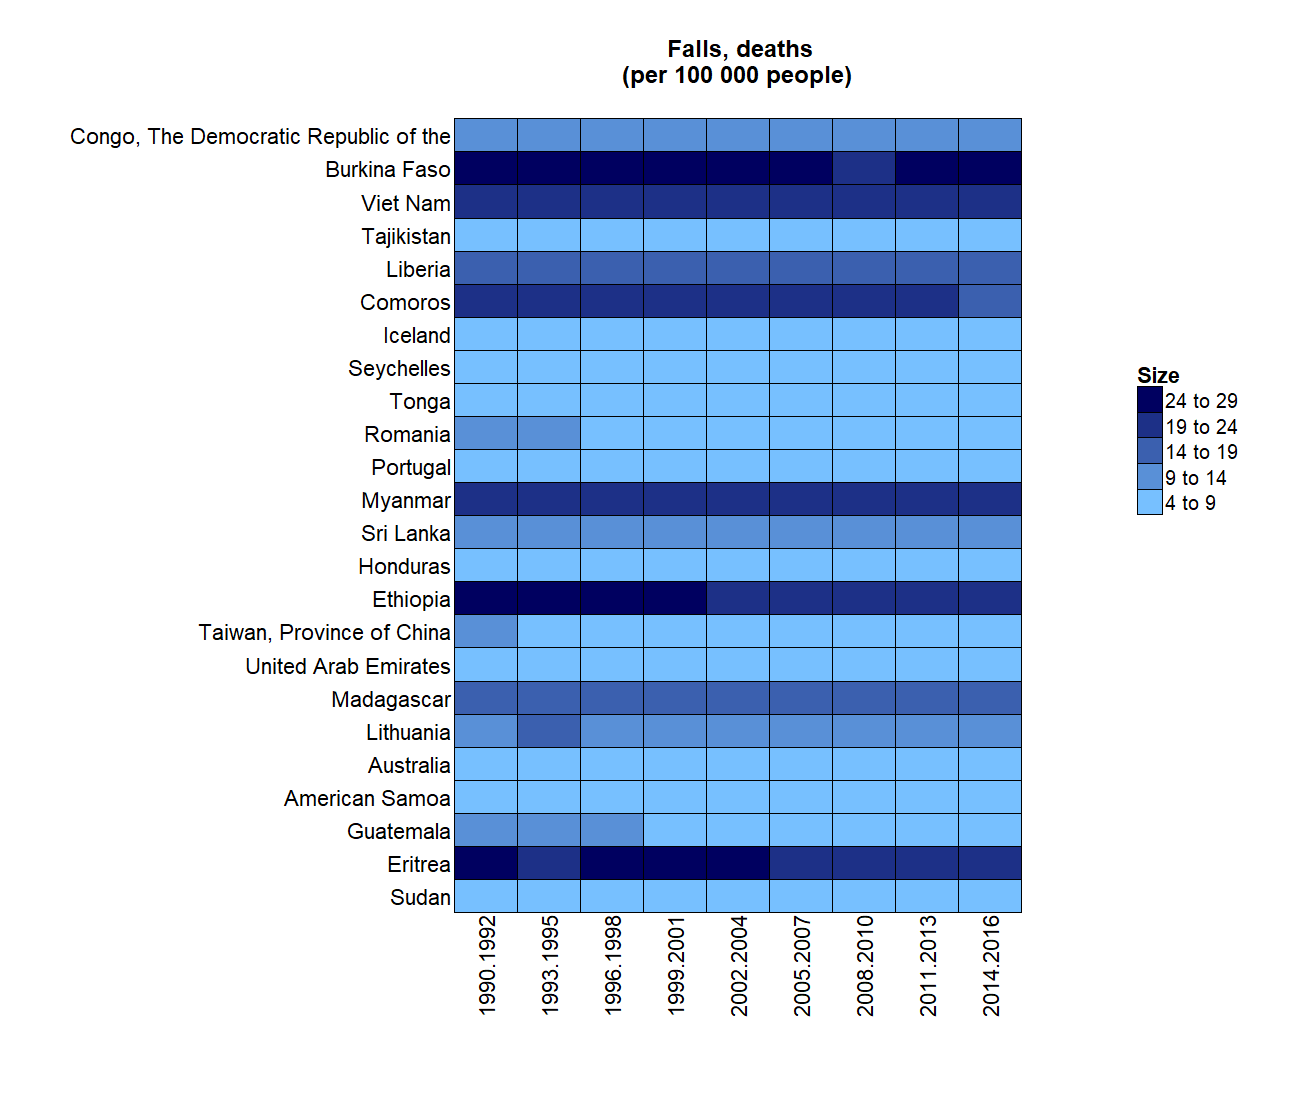 Falls, deaths
(per 100 000 people)
Congo, The Democratic Republic of the
Burkina Faso
Viet Nam
Tajikistan
Liberia
Comoros
Iceland
Seychelles
Tonga
Romania
Portugal
Myanmar
Sri Lanka
Honduras
Ethiopia
Taiwan, Province of China
United Arab Emirates
Madagascar
Lithuania
Australia
American Samoa
Guatemala
Eritrea
Sudan
1990.1992
1993.1995
1996.1998
1999.2001
2002.2004
2005.2007
2008.2010
2011.2013
2014.2016
Size
24 to 29
19 to 24
14 to 19
9 to 14
4 to 9